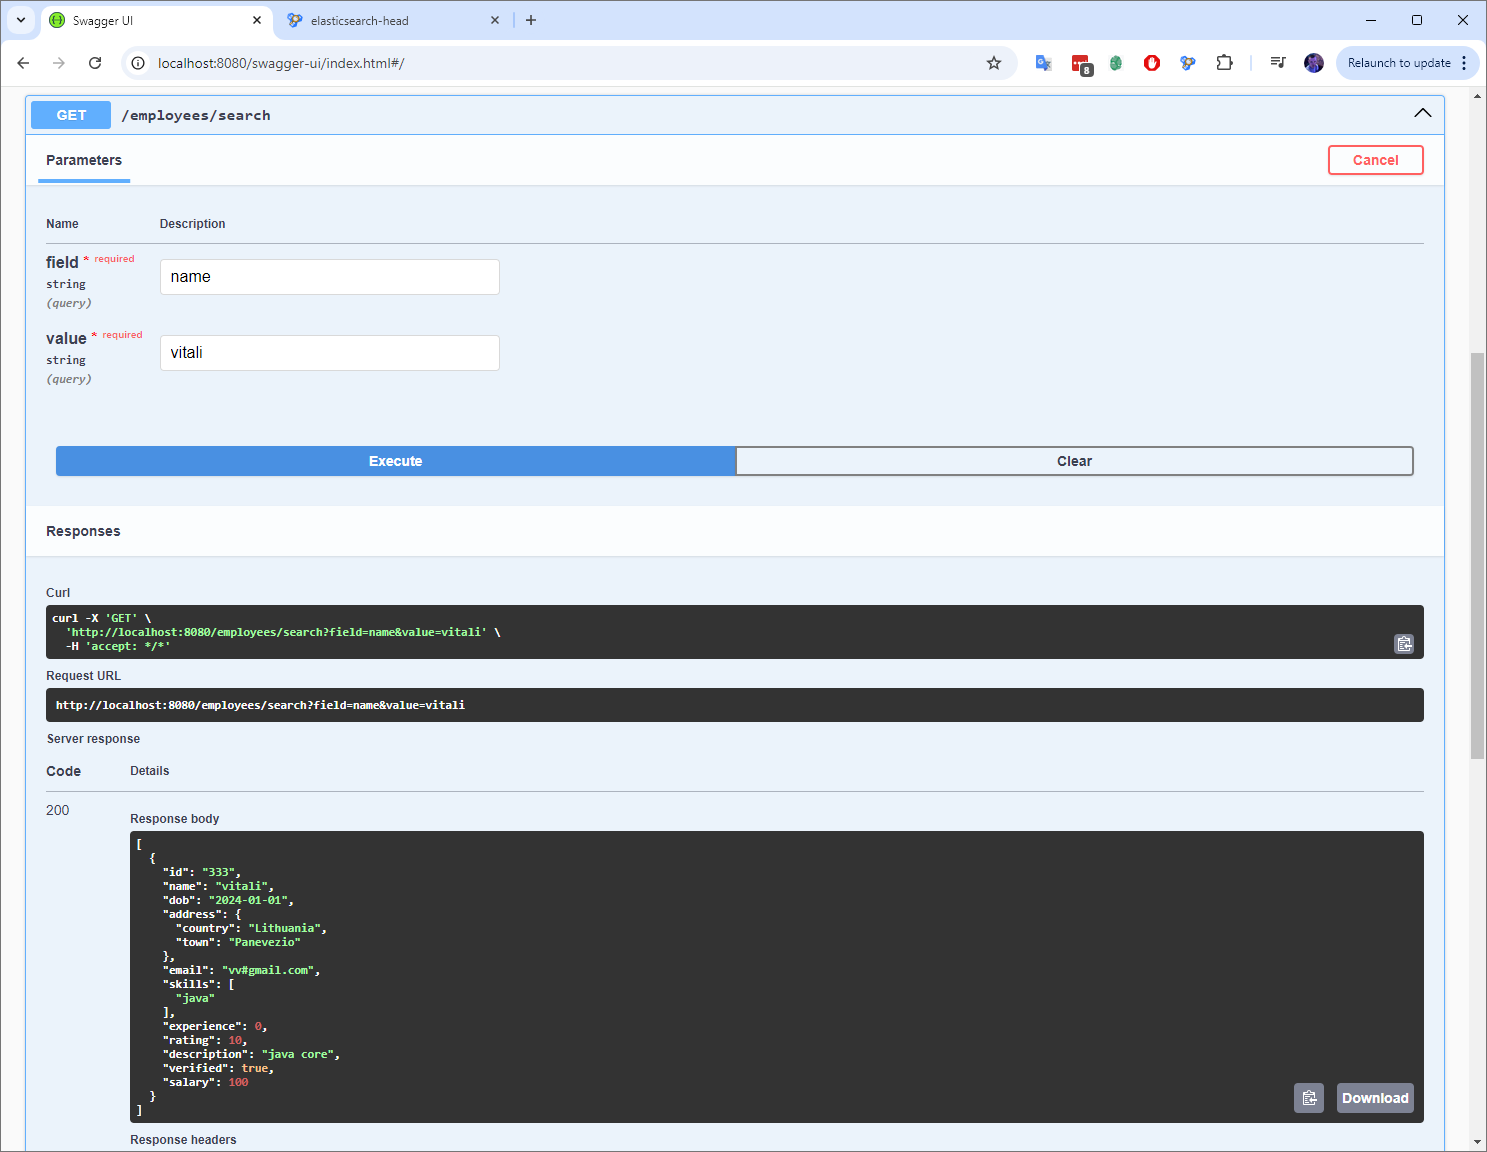 Swagger UI
elasticsearch-head
localhost:8080/swagger-ui/index.html#/
8
Relaunch to update
GET /employees/search
Parameters
Cancel
Name Description
field * required
string
(query)
name
value * required
string
(query)
vitali
Execute Clear
Responses
Curl
curl -X 'GET' \
'http://localhost:8080/employees/search?field=name&value=vitali' \
-H 'accept: */*'
Request URL
http://localhost:8080/employees/search?field=name&value=vitali
Server response
Code Details
200
Response body
[
{
"id": "333",
"name": "vitali",
"dob": "2024-01-01",
"address": {
"country": "Lithuania",
"town": "Panevezio"
},
"email": "vv#gmail.com",
"skills": [
"java"
],
"experience": 0,
"rating": 10,
"description": "java core",
"verified": true,
"salary": 100
}
]
Download
Response headers